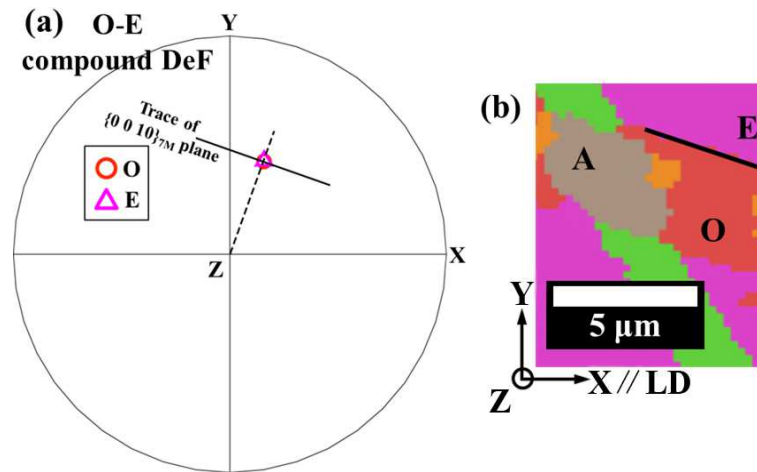 (a) O-E
compound DeF
Y
Trace of
{0 0 10}7M plane
O
E
Z
X
(b)
E
A
O
Y
5 μm
Z
X // LD